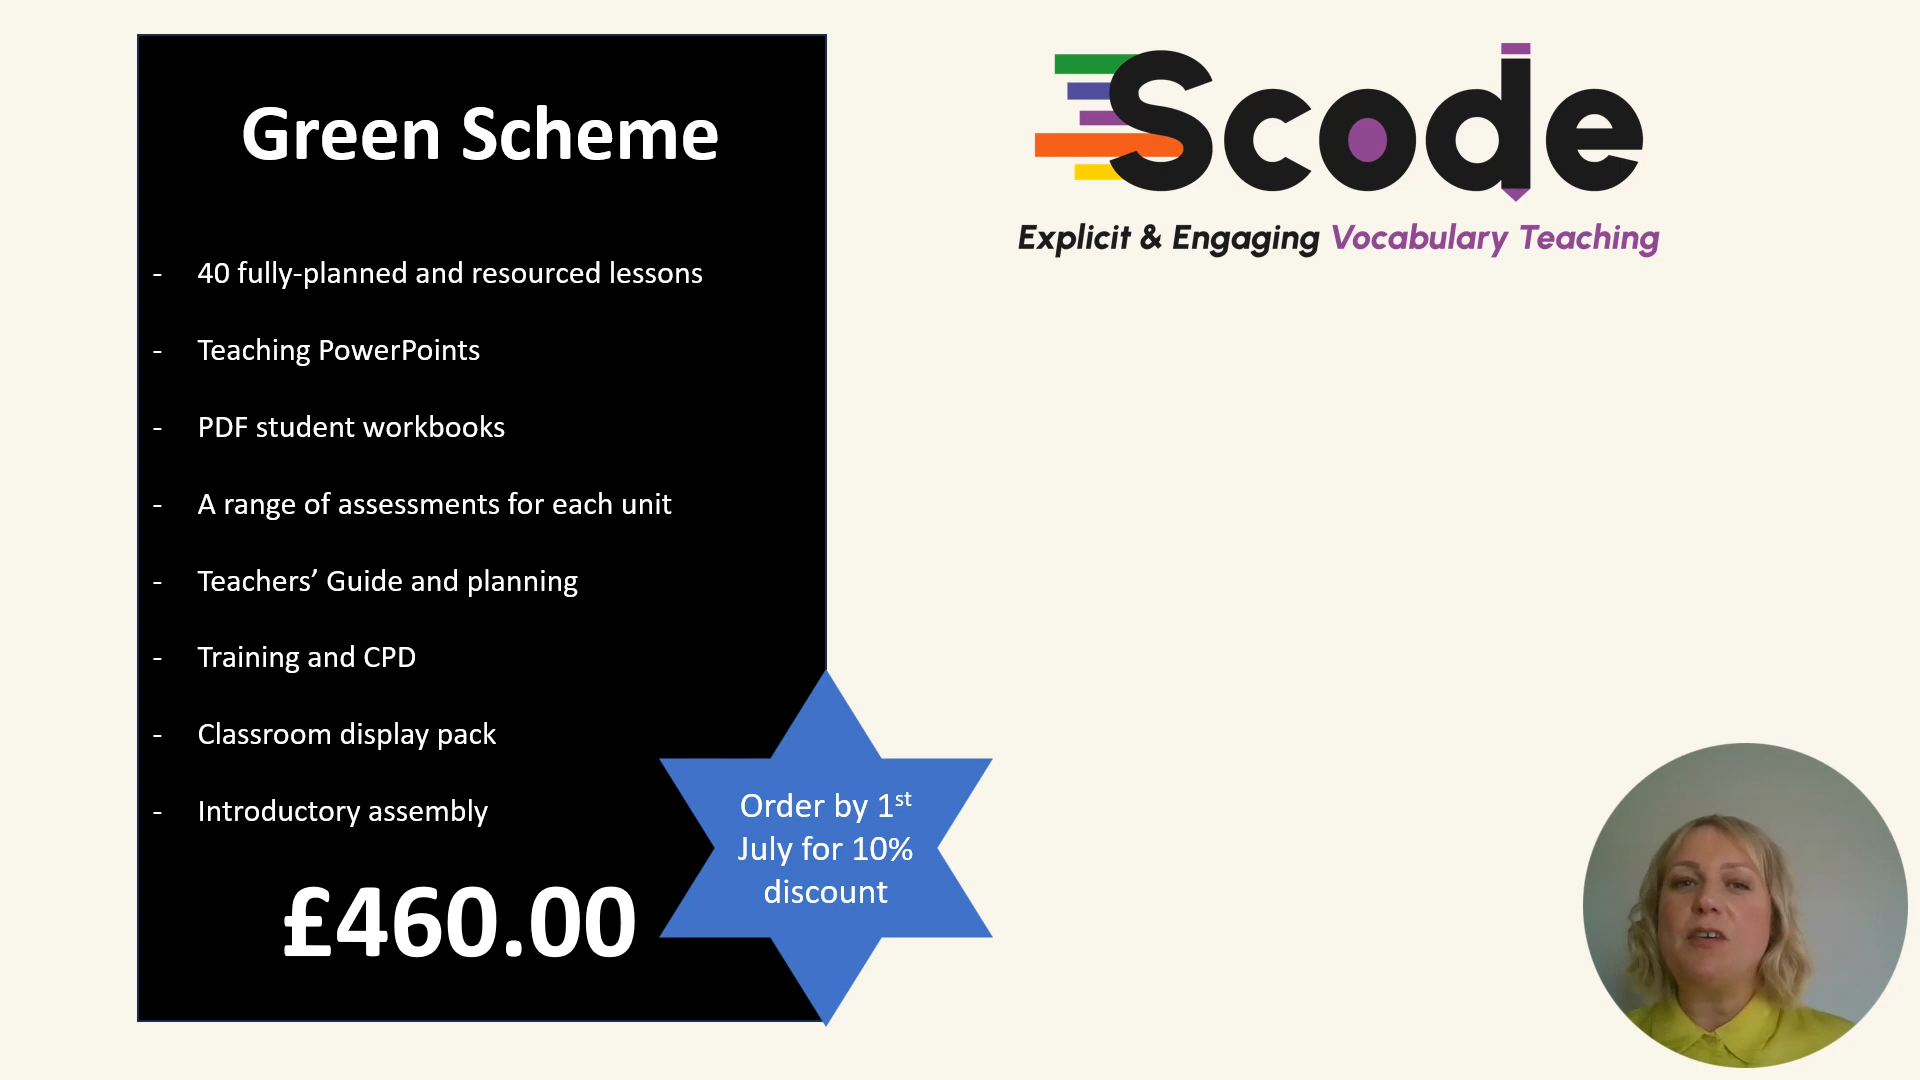 Green Scheme
- 40 fully-planned and resourced lessons
- Teaching PowerPoints
- PDF student workbooks
- A range of assessments for each unit
- Teachers’ Guide and planning
- Training and CPD
- Classroom display pack
- Introductory assembly
£460.00
Order by 1st
July for 10%
discount
Scode
Explicit & Engaging Vocabulary Teaching